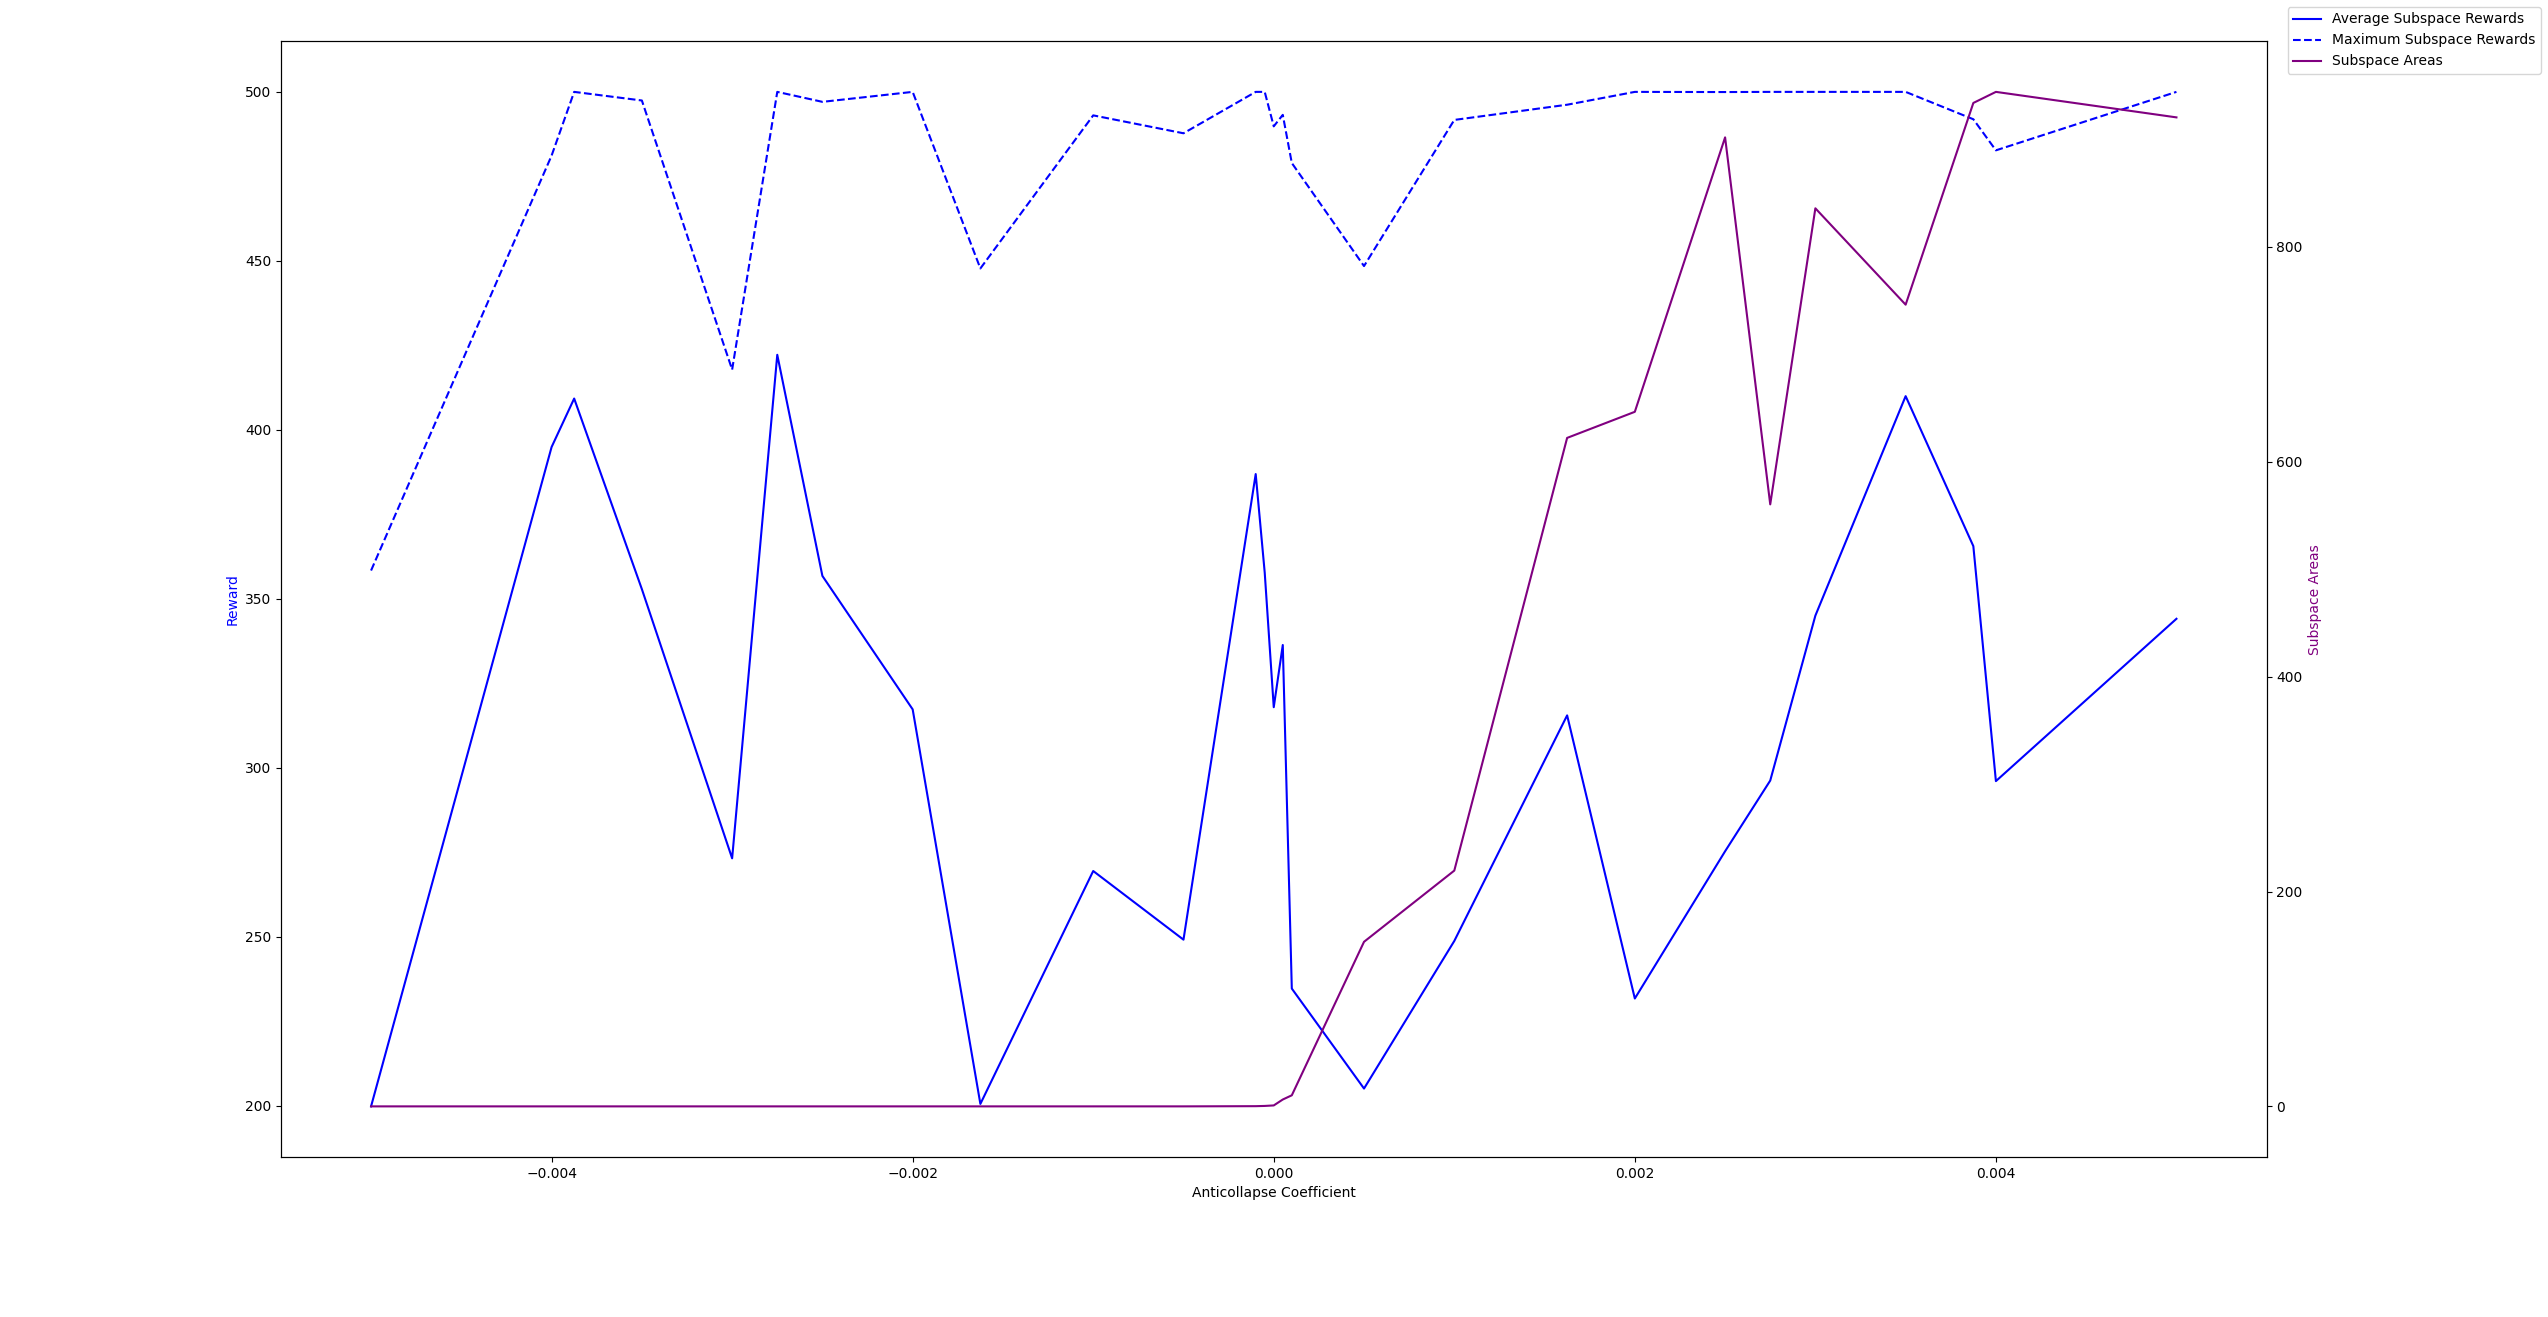 Average Subspace Rewards
Maximum Subspace Rewards
Subspace Areas
500
450
400
350
300
250
200
Reward
800
600
400
200
0
Subspace Areas
−0.004
−0.002
0.000
0.002
0.004
Anticollapse Coefficient